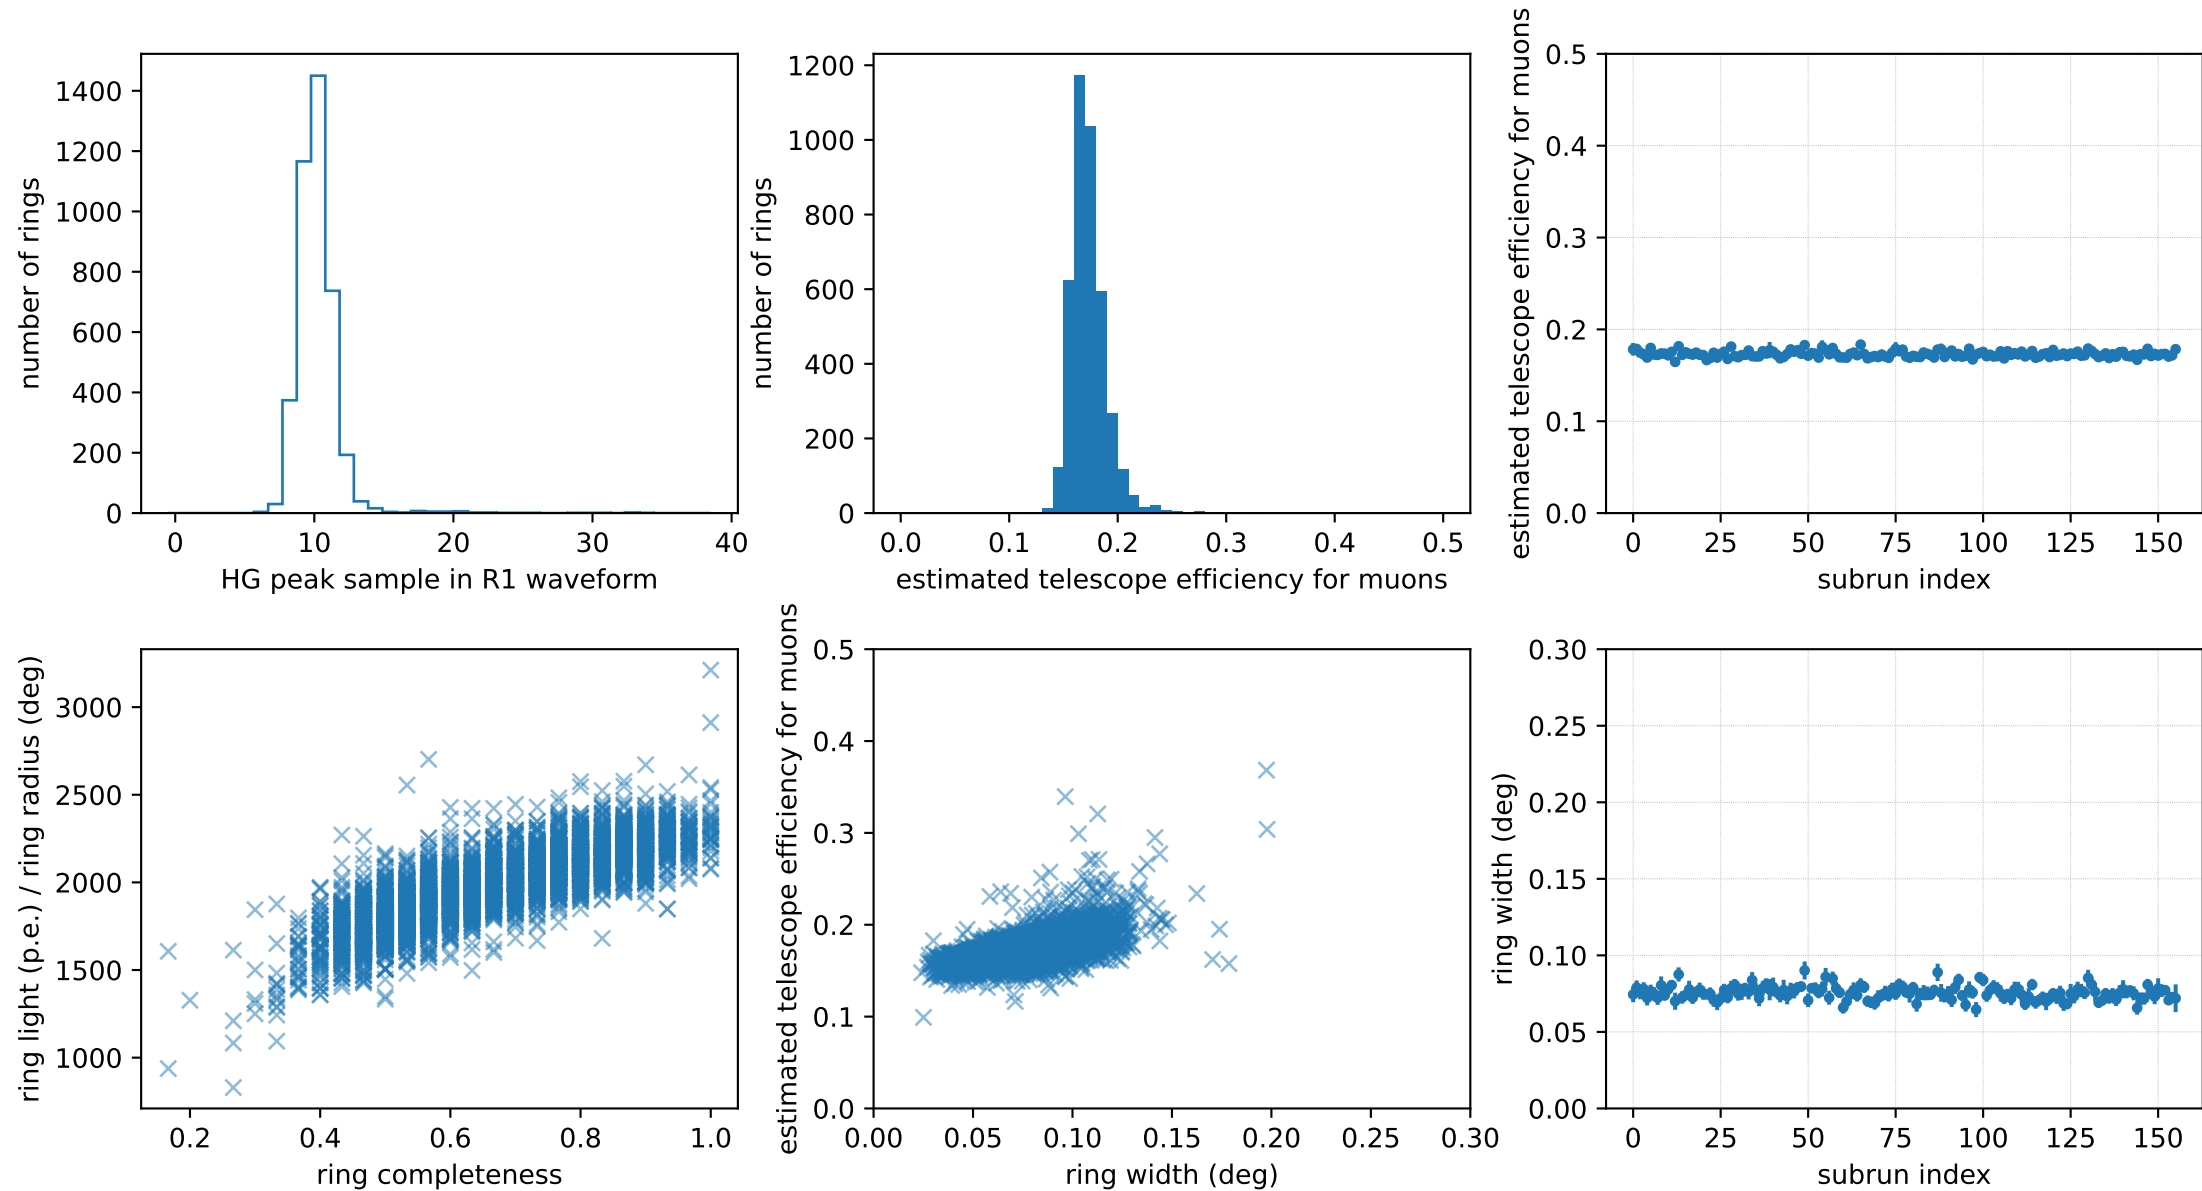 number of rings
1400
1200
1000
800
600
400
200
0
0 10 20 30 40
HG peak sample in R1 waveform
number of rings
1200
1000
800
600
400
200
0
0.0 0.1 0.2 0.3 0.4 0.5
estimated telescope efficiency for muons
estimated telescope efficiency for muons
0.5
0.4
0.3
0.2
0.1
0.0
0 25 50 75 100 125 150
subrun index
ring light (p.e.) / ring radius (deg)
3000
2500
2000
1500
1000
0.2 0.4 0.6 0.8 1.0
ring completeness
estimated telescope efficiency for muons
0.5
0.4
0.3
0.2
0.1
0.0
0.00 0.05 0.10 0.15 0.20 0.25 0.30
ring width (deg)
ring width (deg)
0.30
0.25
0.20
0.15
0.10
0.05
0.00
0 25 50 75 100 125 150
subrun index